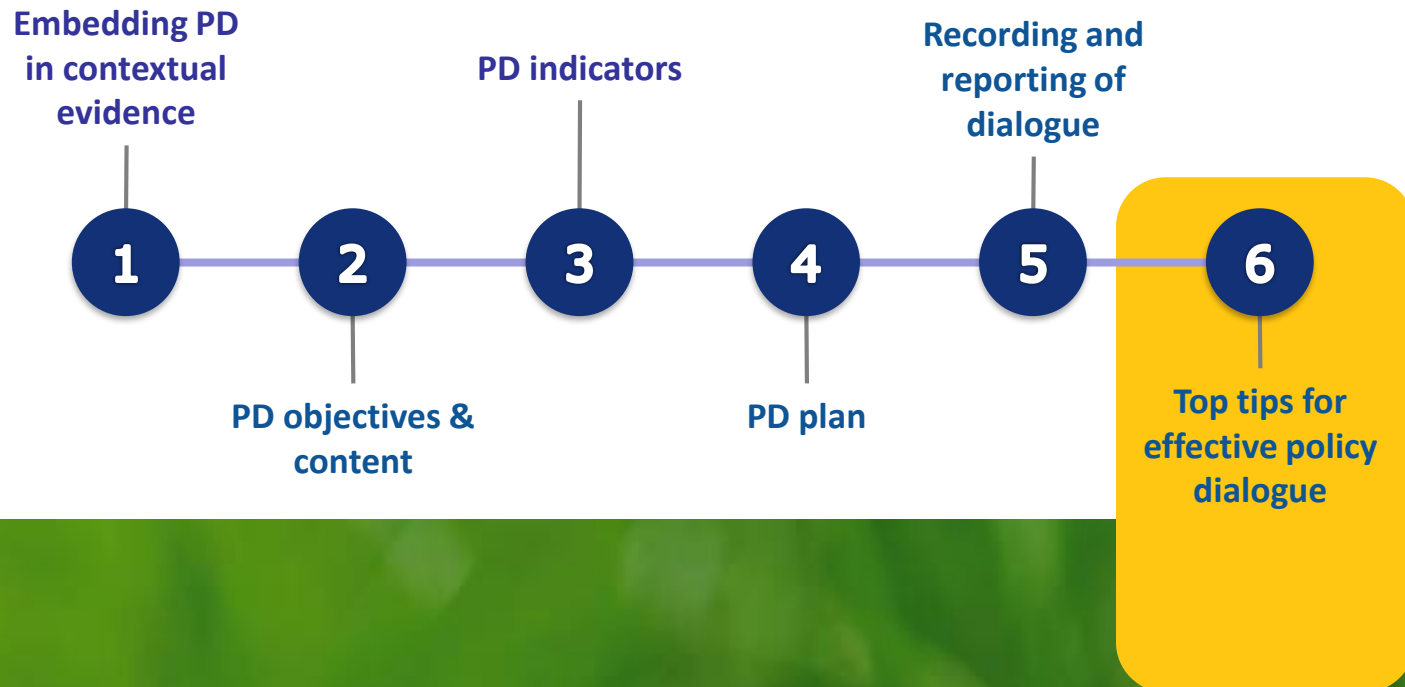 Embedding PD
in contextual
evidence
PD indicators
Recording and
reporting of
dialogue
1
2
3
4
5
6
PD objectives &
content
PD plan
Top tips for
effective policy
dialogue